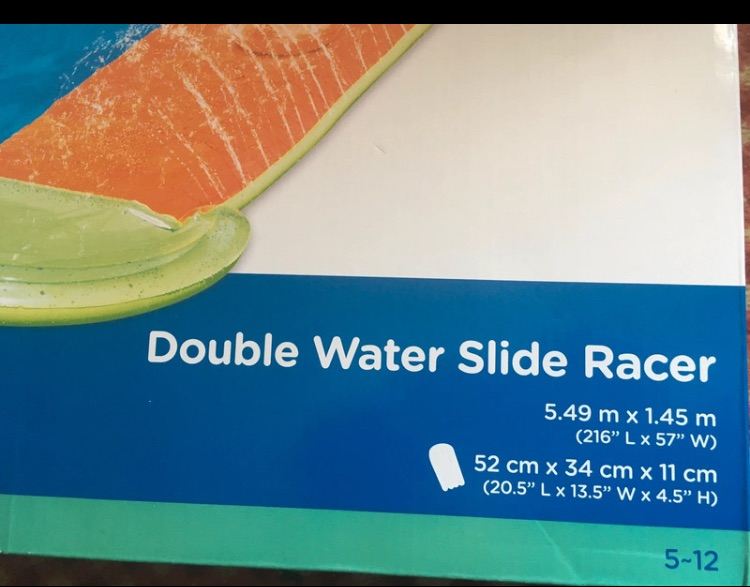 Double Water Slide Racer
5.49 m x 1.45 m
(216” L x 57” W)
52 cm x 34 cm x 11 cm
(20.5” L x 13.5” W x 4.5” H)
5~12